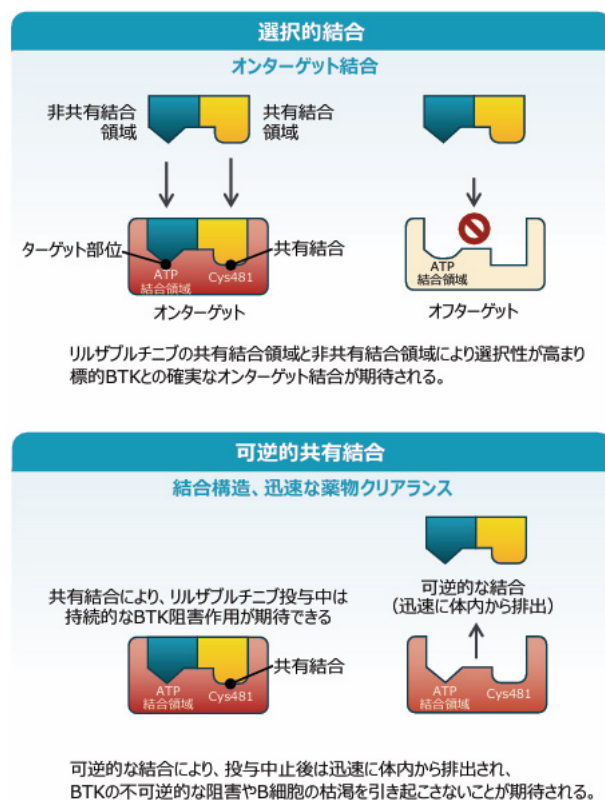 選択的結合
オンターゲット結合
非共有結合
領域
共有結合
領域
ターゲット部位
共有結合
ATP
結合領域
Cys481
ATP
結合領域
オンターゲット
オフターゲット
リルザブルチニブの共有結合領域と非共有結合領域により選択性が高まり
標的BTKとの確実なオンターゲット結合が期待される。
可逆的共有結合
結合構造、迅速な薬物クリアランス
共有結合により、リルザブルチニブ投与中は
持続的なBTK阻害作用が期待できる
可逆的な結合
（迅速に体内から排出）
共有結合
ATP
結合領域
Cys481
ATP
結合領域
Cys481
可逆的な結合により、投与中止後は迅速に体内から排出され、
BTKの不可逆的な阻害やB細胞の枯渇を引き起こさないことが期待される。